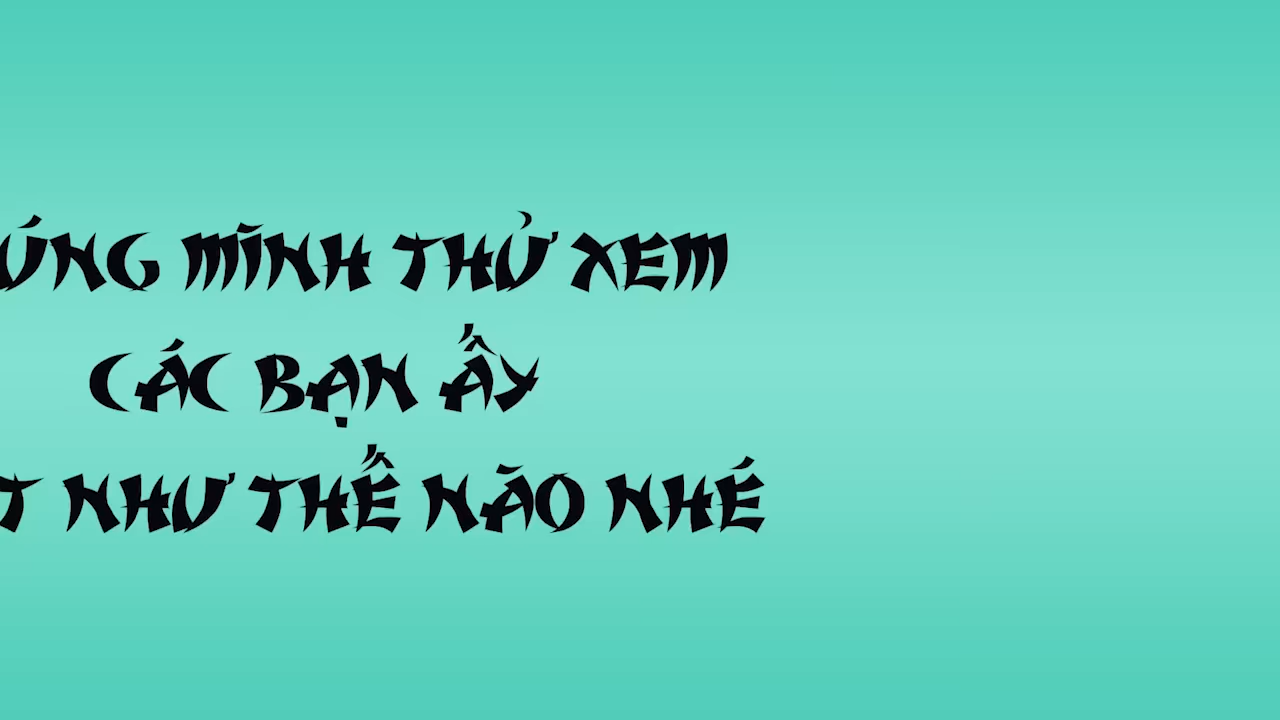 ÚNG MÌNH THỬ XEM
CÁC BẠN ẤY
T NHƯ THẾ NÀO NHÉ